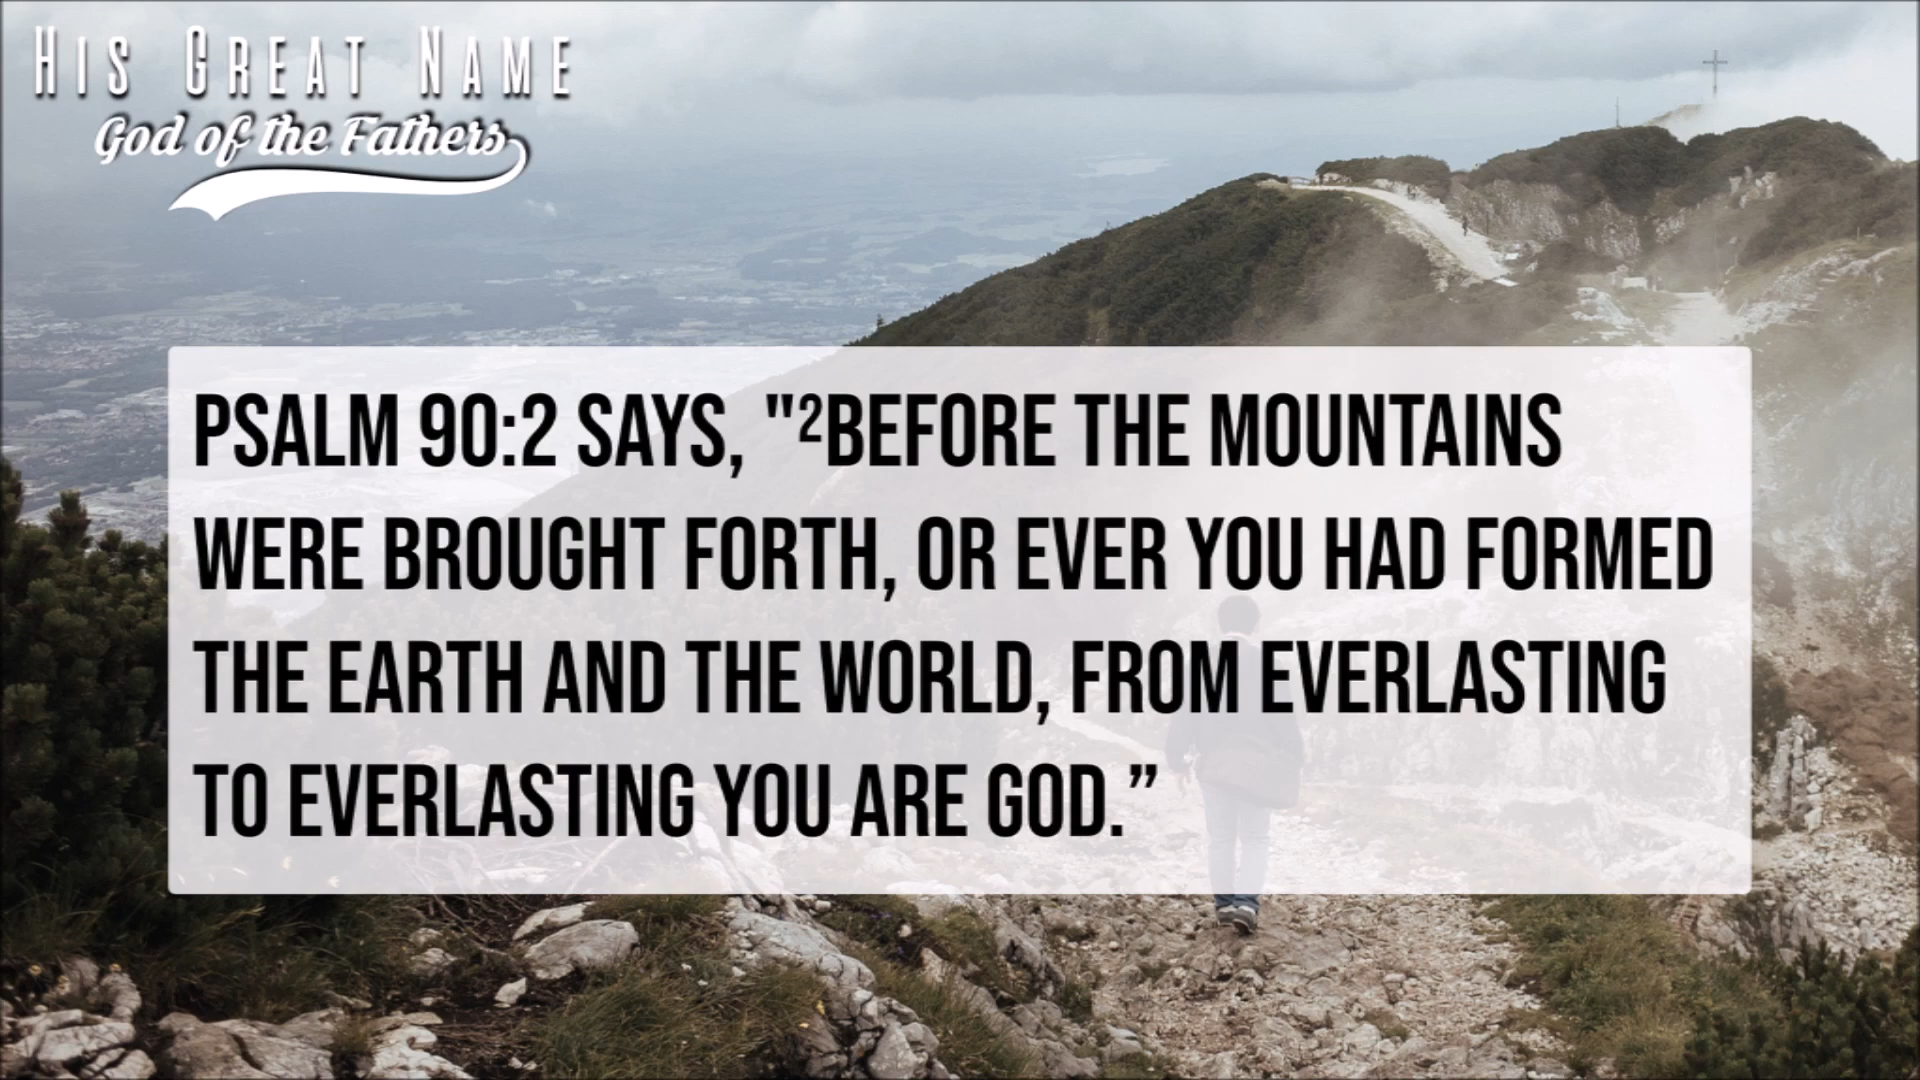 HIS GREAT NAME
God of the Fathers
PSALM 90:2 SAYS, "²BEFORE THE MOUNTAINS
WERE BROUGHT FORTH, OR EVER YOU HAD FORMED
THE EARTH AND THE WORLD, FROM EVERLASTING
TO EVERLASTING YOU ARE GOD.”